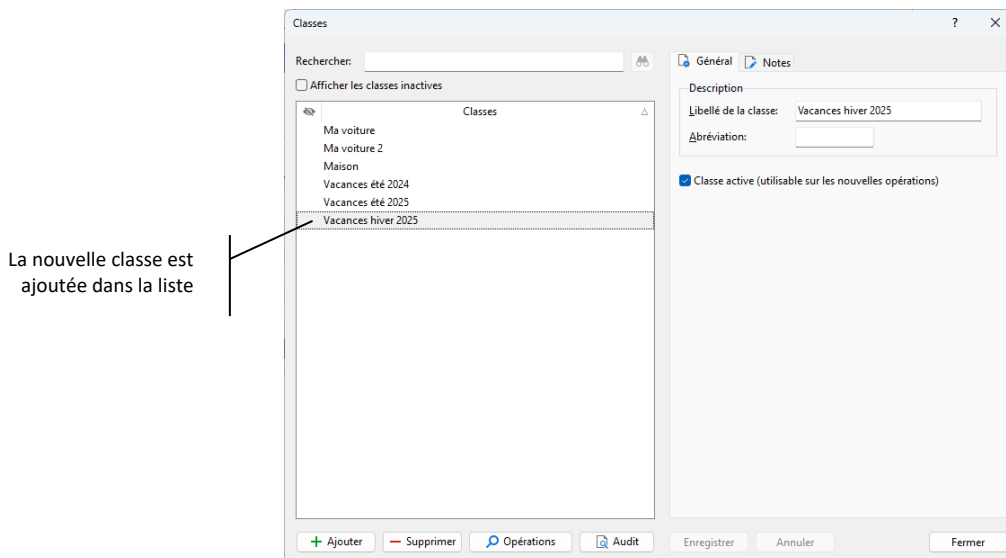 Classes
?
Rechercher:
Afficher les classes inactives
Classes
Ma voiture
Ma voiture 2
Maison
Vacances été 2024
Vacances été 2025
Vacances hiver 2025
La nouvelle classe est
ajoutée dans la liste
Ajouter
Supprimer
Opérations
Audit
Général
Notes
Description
Libellé de la classe:
Vacances hiver 2025
Abréviation:
Classe active (utilisable sur les nouvelles opérations)
Enregistrer
Annuler
Fermer